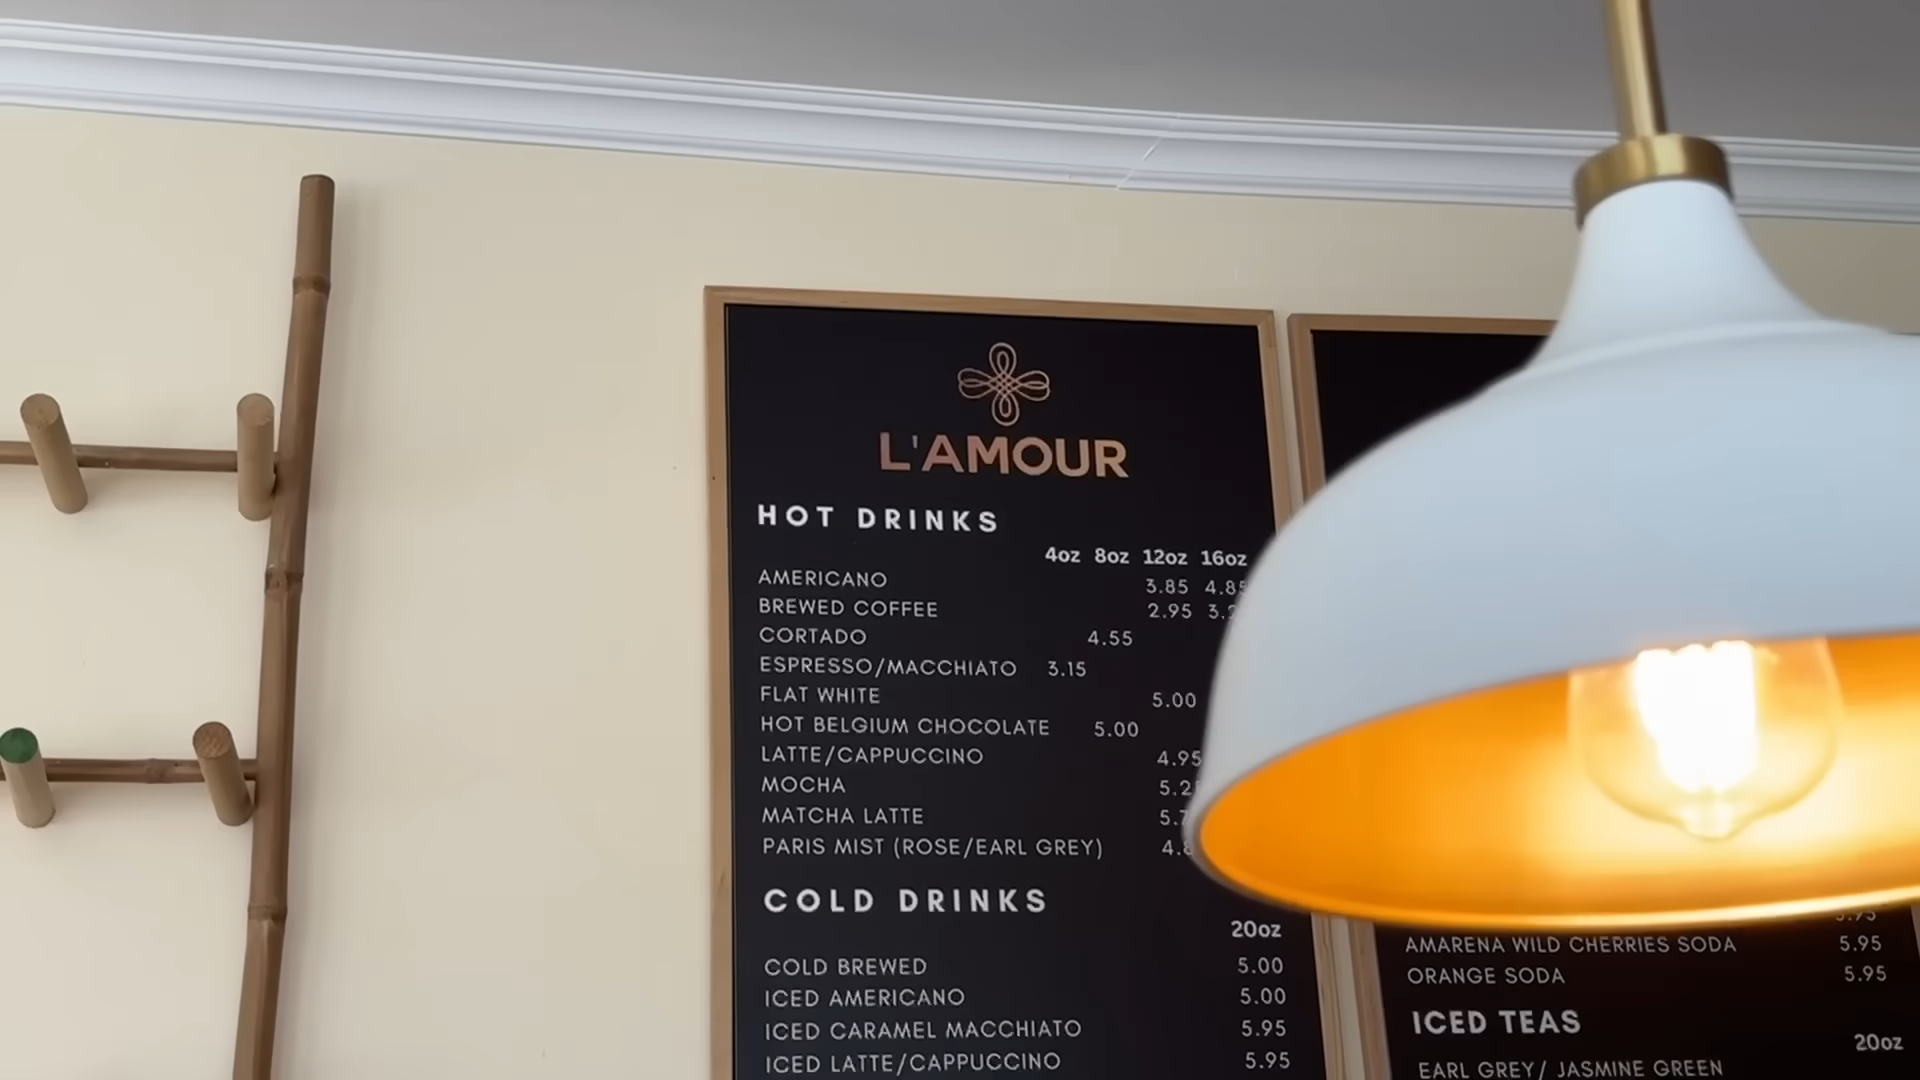 L'AMOUR
HOT DRINKS
4oz 8oz 12oz 16oz
AMERICANO 3.85
BREWED COFFEE 2.95
CORTADO 4.55
ESPRESSO/MACCHIATO 3.15
FLAT WHITE 5.00
HOT BELGIUM CHOCOLATE 5.00
LATTE/CAPPUCCINO 4.95
MOCHA
MATCHA LATTE
PARIS MIST (ROSE/EARL GREY)
COLD DRINKS
20oz
COLD BREWED 5.00
ICED AMERICANO 5.00
ICED CARAMEL MACCHIATO 5.95
ICED LATTE/CAPPUCCINO 5.95
AMARENA WILD CHERRIES SODA 5.95
ORANGE SODA 5.95
ICED TEAS
20oz
EARL GREY/ JASMINE GREEN